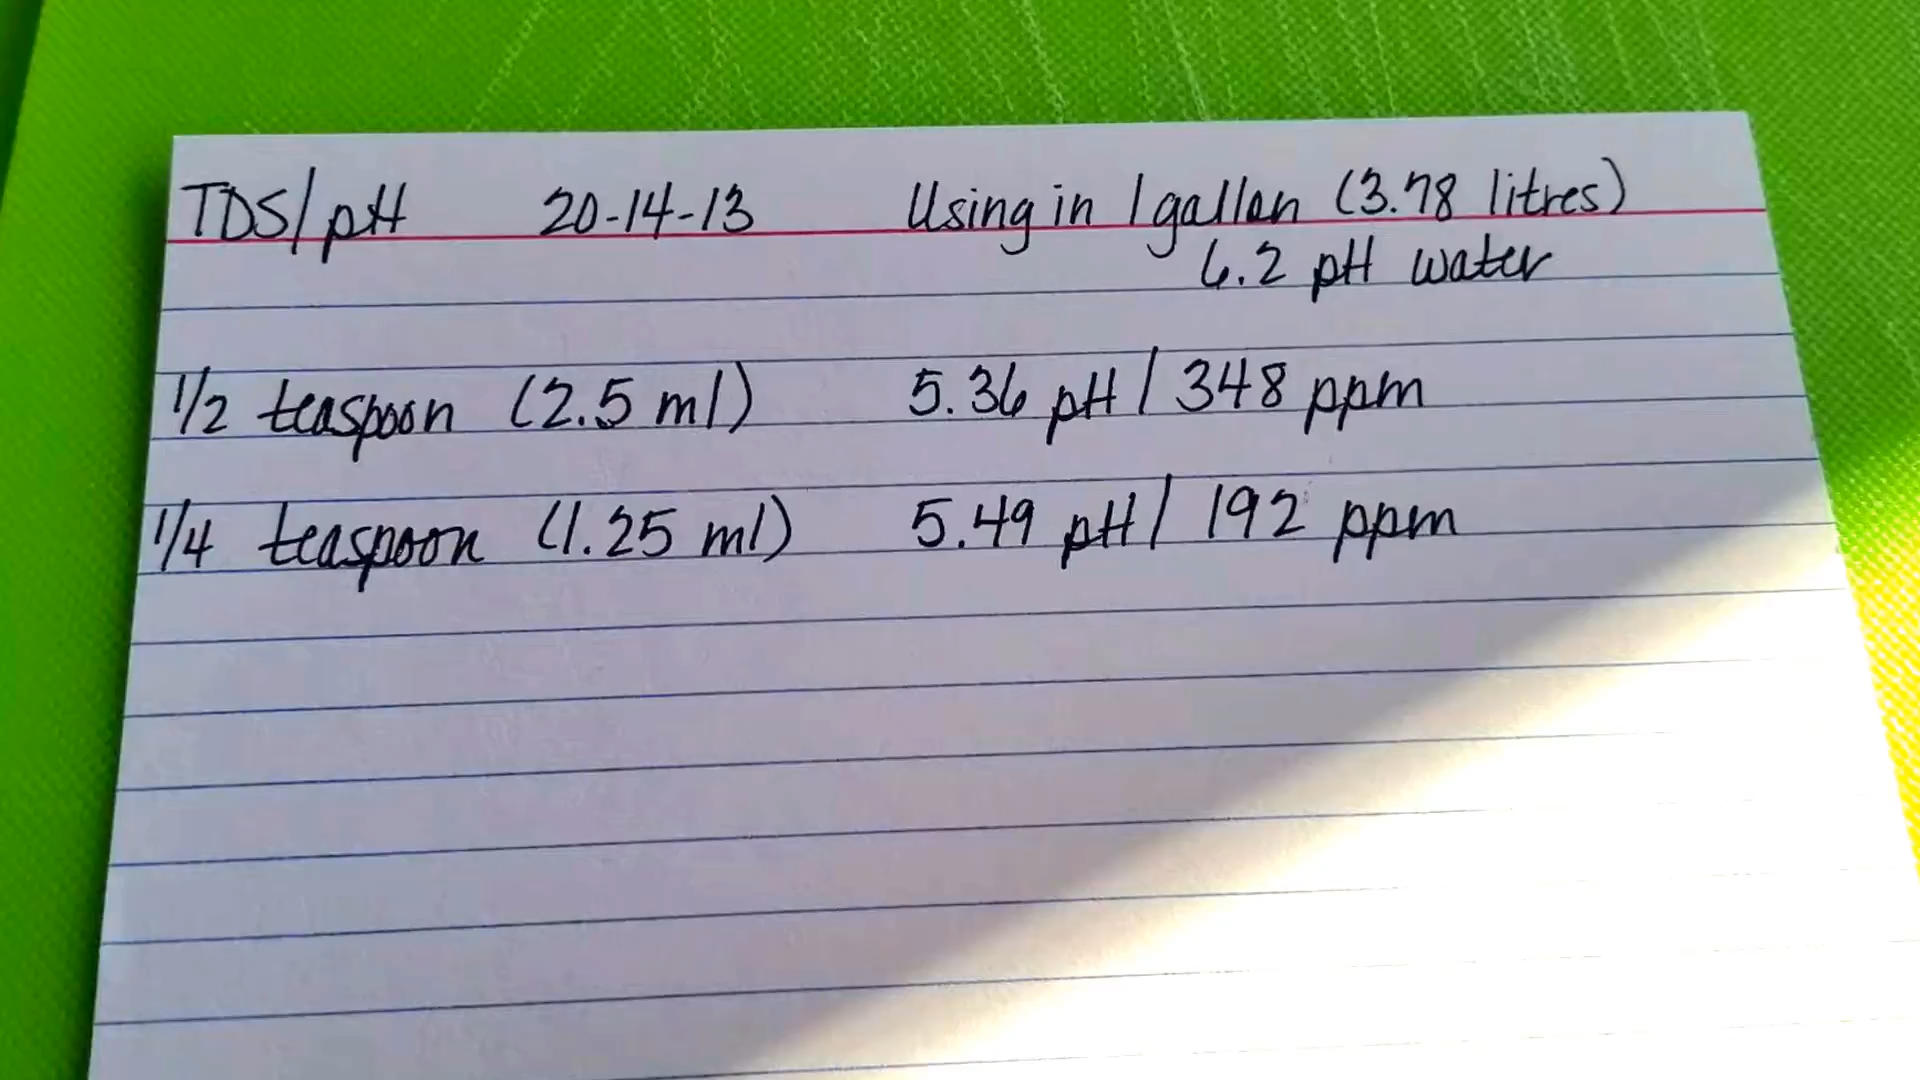 TDS/pH 20-14-13 Using in 1 gallon (3.78 litres)
6.2 pH water
1/2 teaspoon (2.5 ml) 5.36 pH / 348 ppm
1/4 teaspoon (1.25 ml) 5.49 pH / 192 ppm